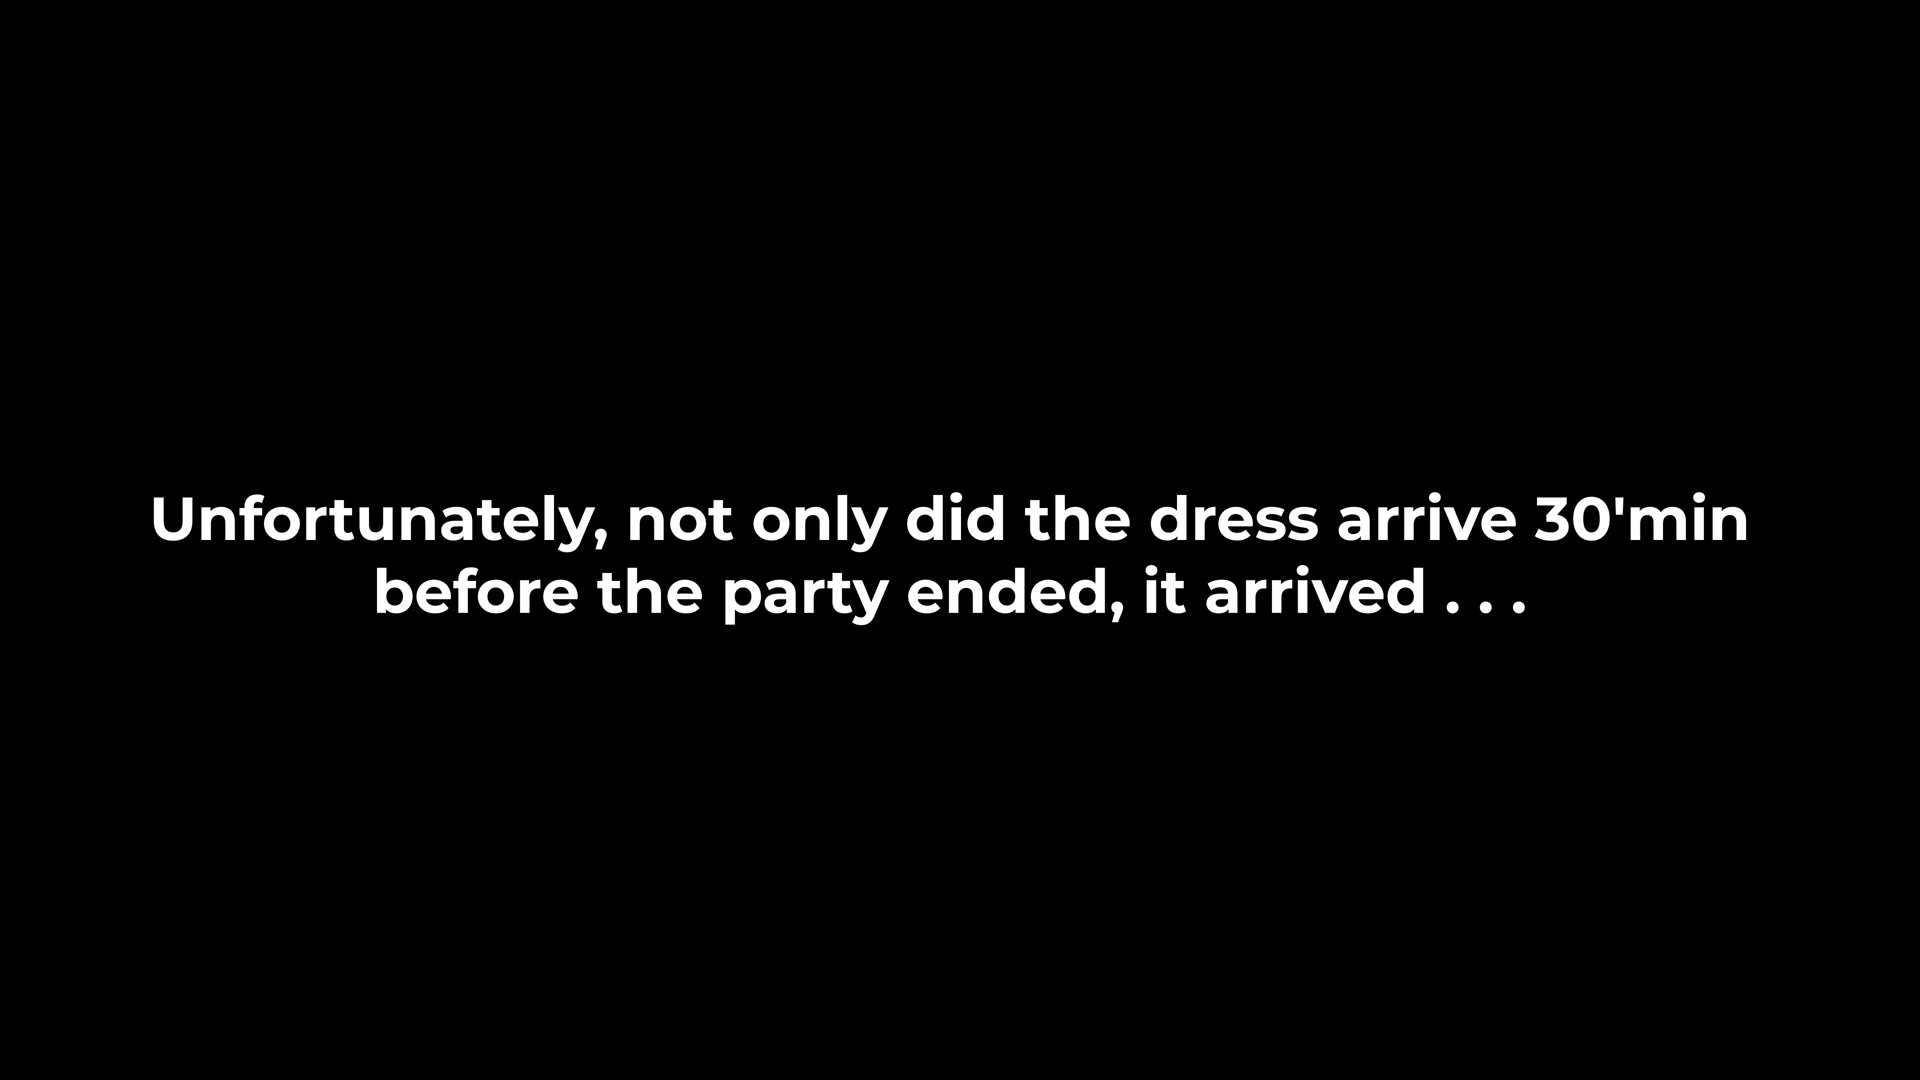 Unfortunately, not only did the dress arrive 30'min
before the party ended, it arrived . . .